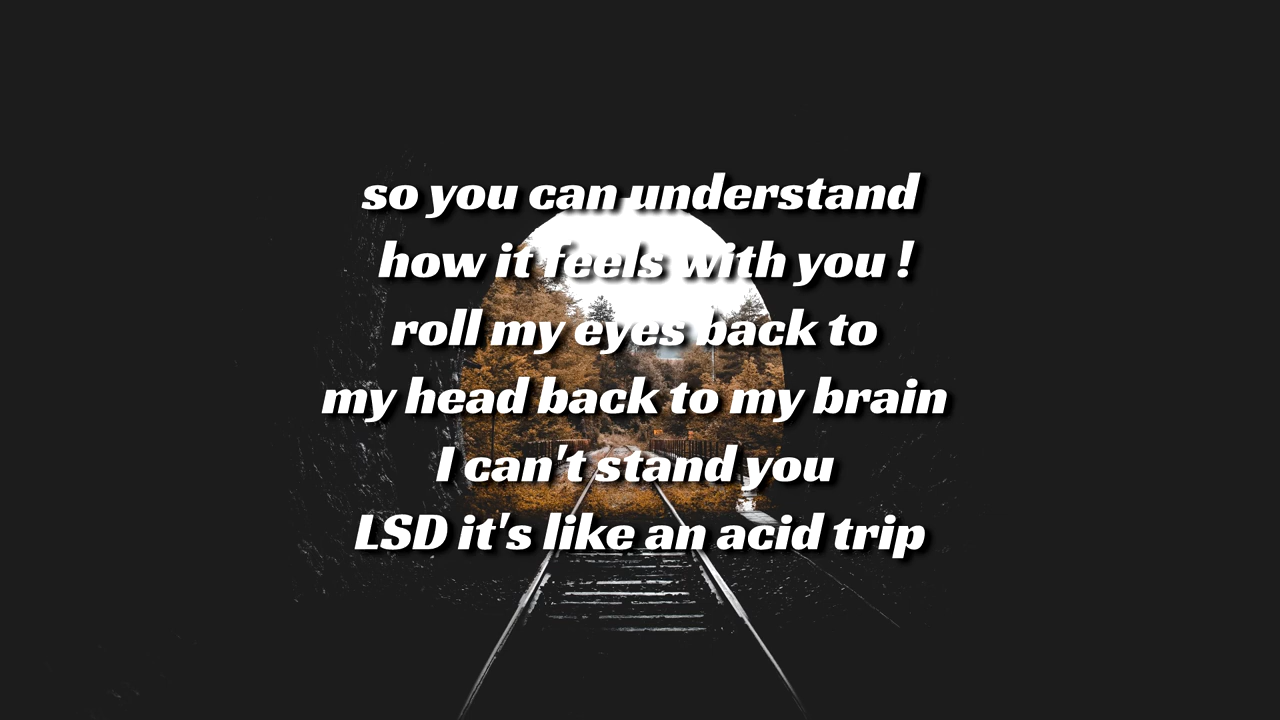 so you can understand
how it feels with you !
roll my eyes back to
my head back to my brain
I can't stand you
LSD it's like an acid trip